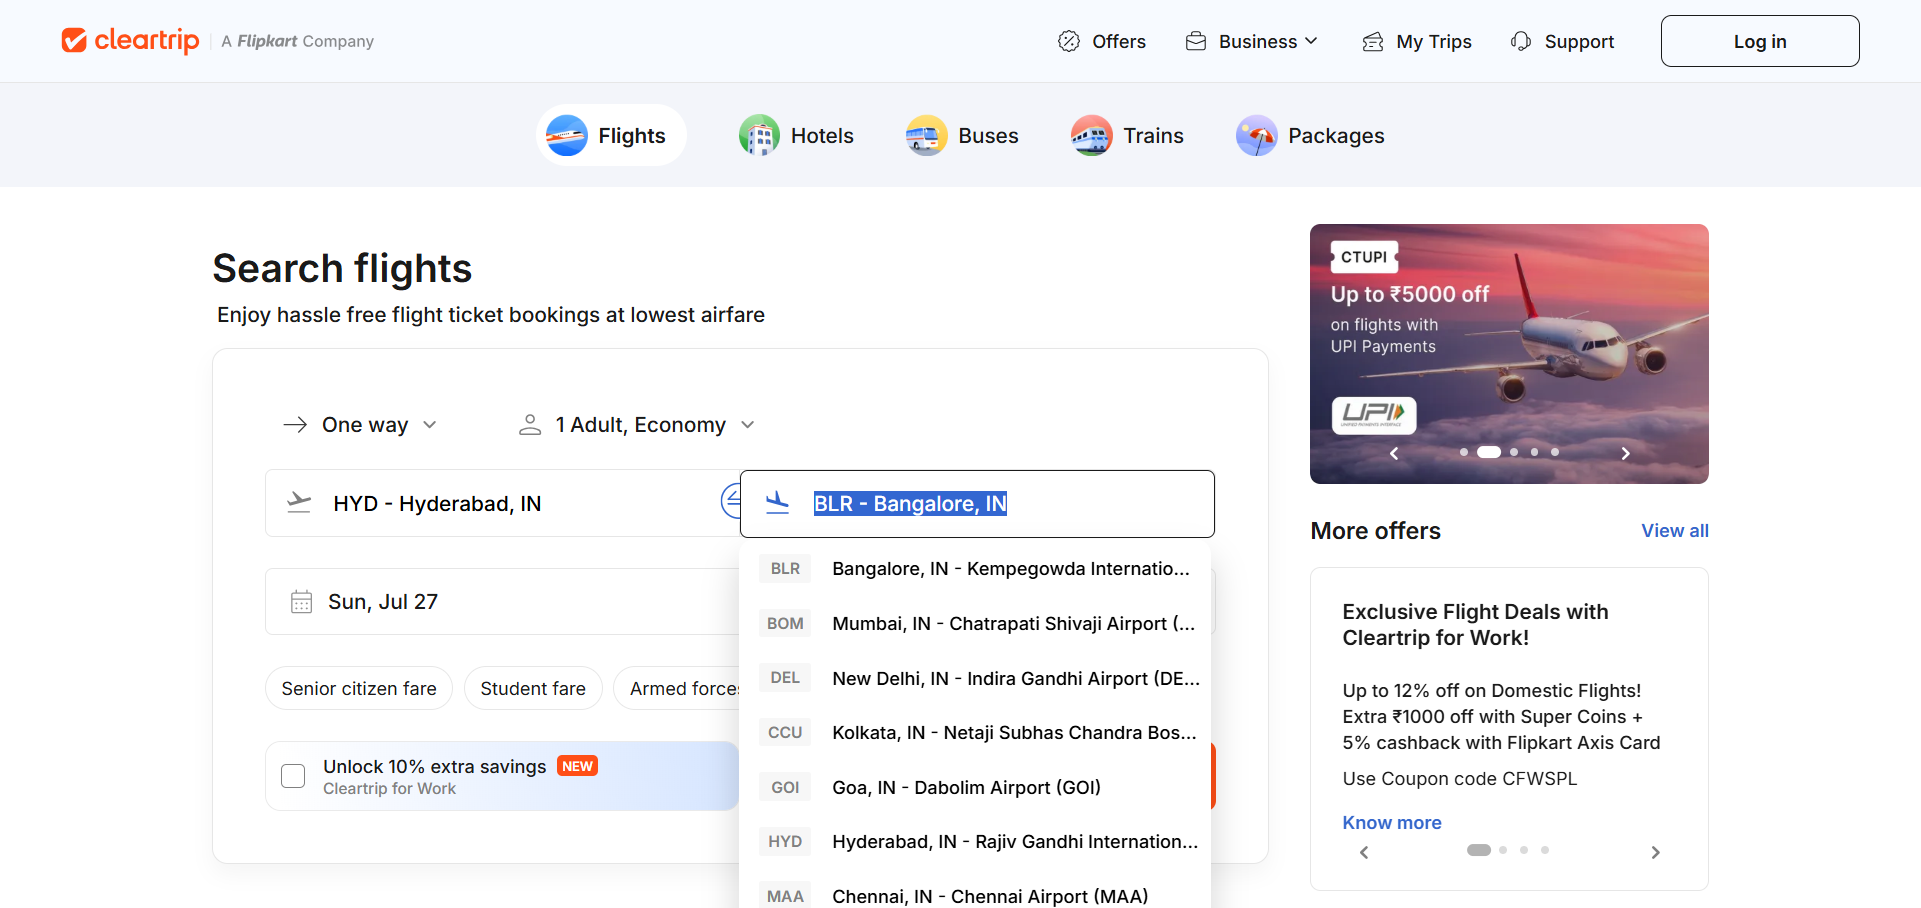 cleartrip
A Flipkart Company
Offers
Business
My Trips
Support
Log in
Flights
Hotels
Buses
Trains
Packages
Search flights
Enjoy hassle free flight ticket bookings at lowest airfare
One way
1 Adult, Economy
HYD - Hyderabad, IN
BLR - Bangalore, IN
BLR Bangalore, IN - Kempegowda Internatio...
BOM Mumbai, IN - Chatrapati Shivaji Airport (...
DEL New Delhi, IN - Indira Gandhi Airport (DE...
CCU Kolkata, IN - Netaji Subhas Chandra Bos...
GOI Goa, IN - Dabolim Airport (GOI)
HYD Hyderabad, IN - Rajiv Gandhi Internation...
MAA Chennai, IN - Chennai Airport (MAA)
Sun, Jul 27
Senior citizen fare
Student fare
Armed forces
Unlock 10% extra savings NEW
Cleartrip for Work
CTUPI
Up to ₹5000 off
on flights with
UPI Payments
UPI
UNIFIED PAYMENTS INTERFACE
More offers
View all
Exclusive Flight Deals with
Cleartrip for Work!
Up to 12% off on Domestic Flights!
Extra ₹1000 off with Super Coins +
5% cashback with Flipkart Axis Card
Use Coupon code CFWSPL
Know more